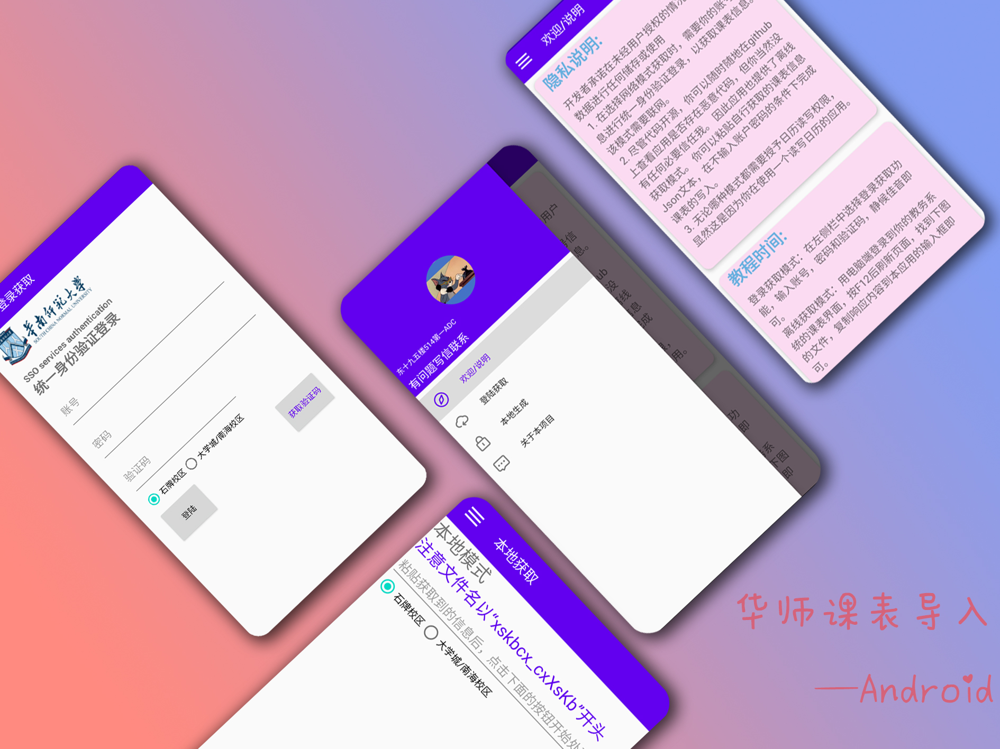 登录获取
華南師範大学
SOUTH CHINA NORMAL UNIVERSITY
SSO services authentication
统一身份验证登录
账号
密码
验证码
获取验证码
石牌校区
大学城/南海校区
登陆
东十九五楼514第一ADC
有问题写信联系
欢迎/说明
登陆获取
本地生成
关于本项目
用户
信
息。
ub
没
线
息
成
用。
功
即
系
下图
即
欢迎/说明
隐私说明:
开发者承诺在未经用户授权的情况
数据进行任何储存或使用
1. 在选择网络模式获取时，需要你的账号
息进行统一身份验证登录，以获取课表信息。
该模式需要联网。
2. 尽管代码开源，你可以随时随地在github
上查看应用是否存在恶意代码，但你当然没
有任何必要信任我。因此应用也提供了离线
获取模式。你可以粘贴自行获取的课表信息
Json文本，在不输入账户密码的条件下完成
课表的写入。
3. 无论哪种模式都需要授予日历读写权限，
显然这是因为你在使用一个读写日历的应用。
教程时间:
登录获取模式：在左侧栏中选择登录获取功
能，输入账号，密码和验证码，静候佳音即
可。
离线获取模式：用电脑端登录到你的教务系
统的课表界面，按F12后刷新页面，找到下图
的文件，复制响应内容到本应用的输入框即
可。
本地获取
本地模式
注意文件名以“xskbcx_cxXsKb”开头
粘贴获取到的信息后，点击下面的按钮开始处
石牌校区
大学城/南海校区
华师课表导入
—Android